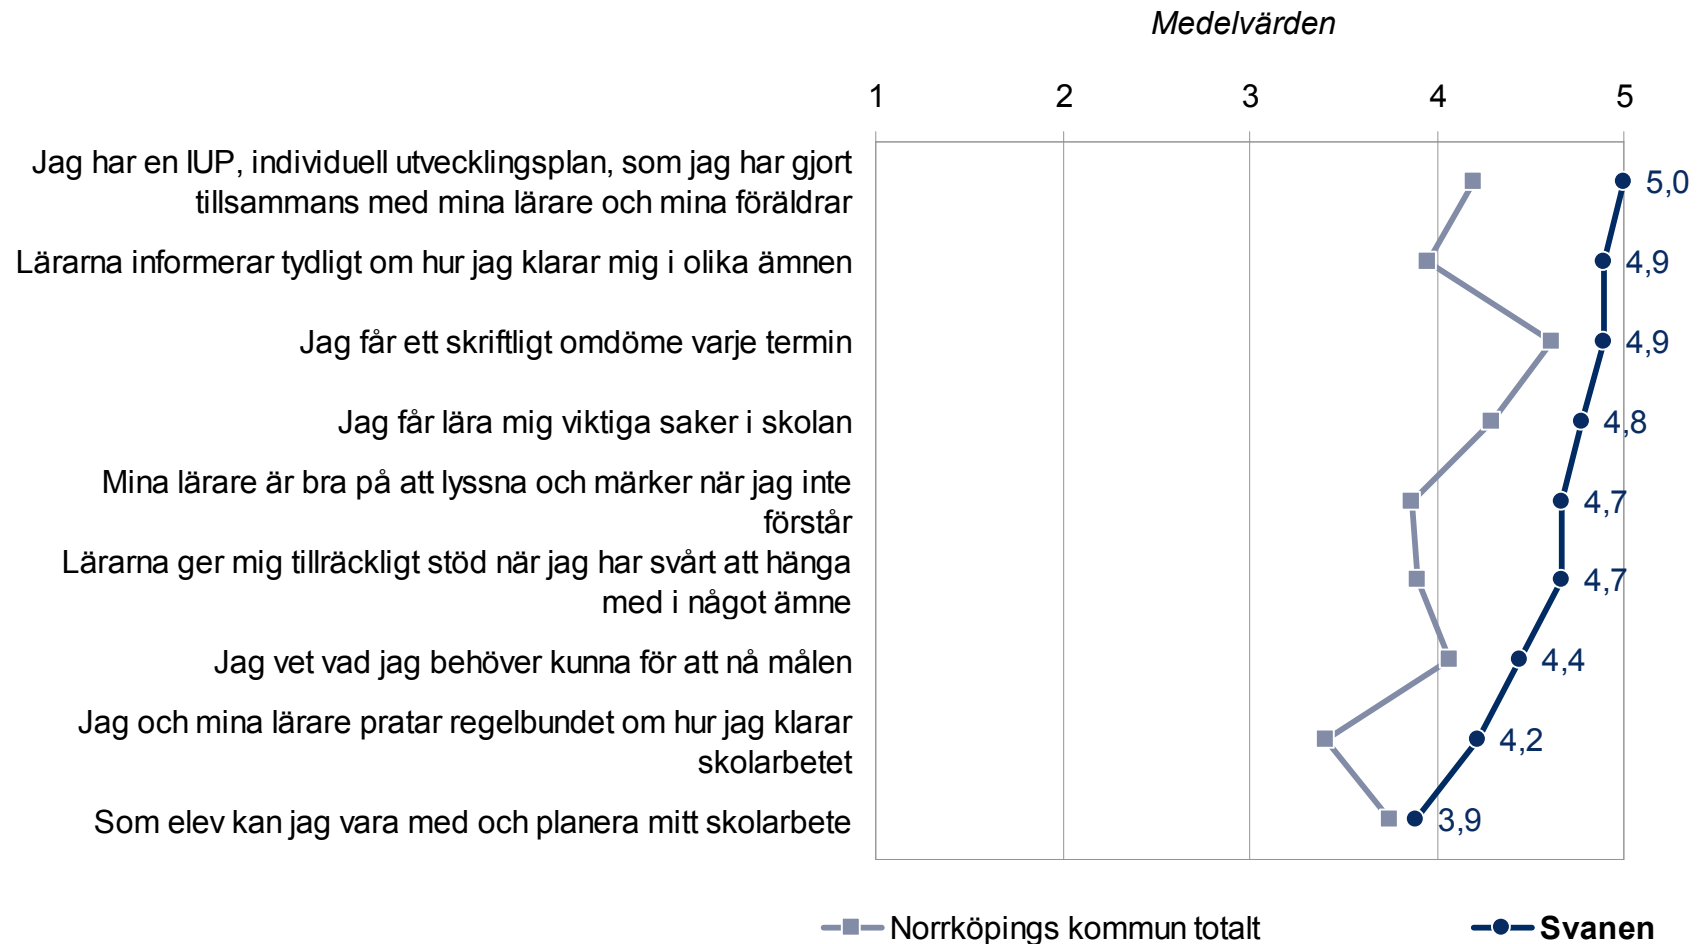 Medelvärden
1 2 3 4 5
Jag har en IUP, individuell utvecklingsplan, som jag har gjort
tillsammans med mina lärare och mina föräldrar
5,0
Lärarna informerar tydligt om hur jag klarar mig i olika ämnen
4,9
Jag får ett skriftligt omdöme varje termin
4,9
Jag får lära mig viktiga saker i skolan
4,8
Mina lärare är bra på att lyssna och märker när jag inte
förstår
4,7
Lärarna ger mig tillräckligt stöd när jag har svårt att hänga
med i något ämne
4,7
Jag vet vad jag behöver kunna för att nå målen
4,4
Jag och mina lärare pratar regelbundet om hur jag klarar
skolarbetet
4,2
Som elev kan jag vara med och planera mitt skolarbete
3,9
Norrköpings kommun totalt
Svanen